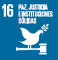 16 PAZ, JUSTICIA
E INSTITUCIONES
SÓLIDAS